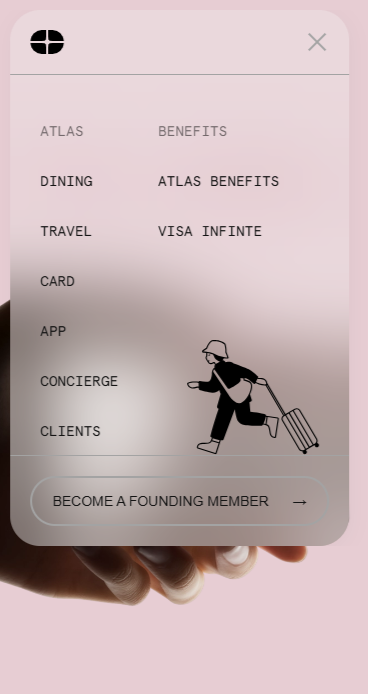 ATLAS
BENEFITS
DINING
ATLAS BENEFITS
TRAVEL
VISA INFINTE
CARD
APP
CONCIERGE
CLIENTS
BECOME A FOUNDING MEMBER →